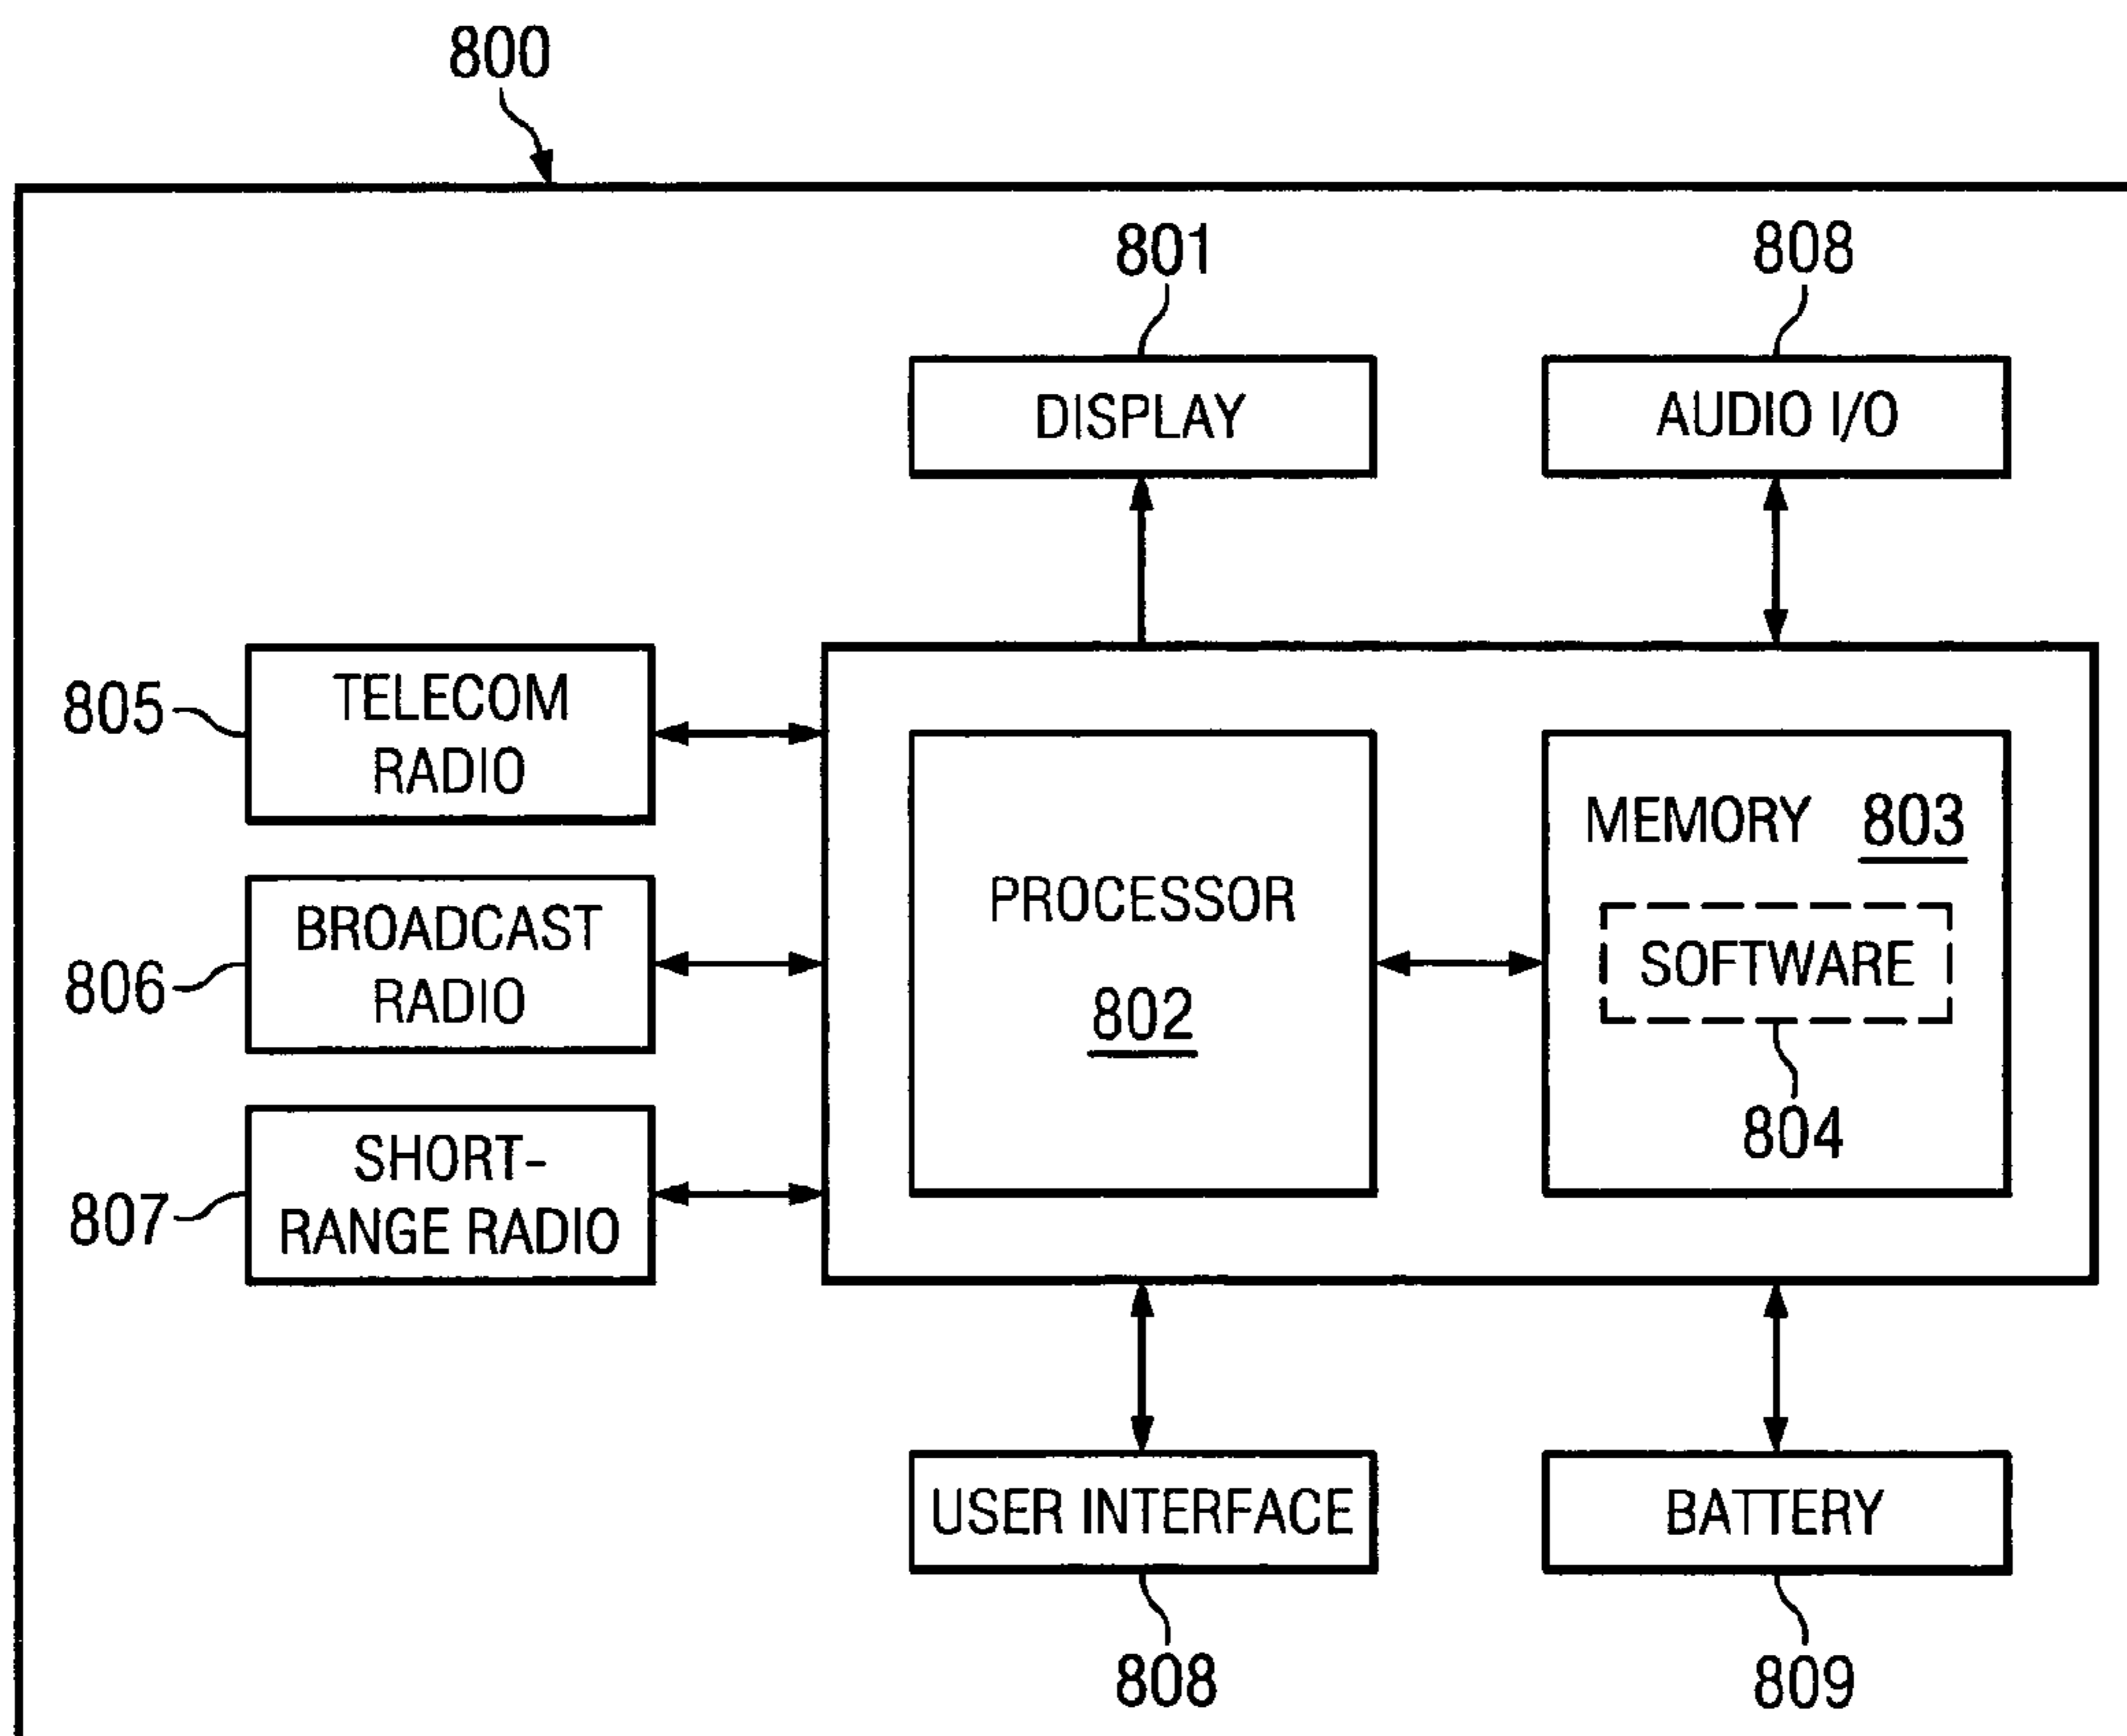 800
801
808
DISPLAY
AUDIO I/O
805
TELECOM
RADIO
806
BROADCAST
RADIO
807
SHORT-
RANGE RADIO
PROCESSOR
802
MEMORY 803
SOFTWARE
804
USER INTERFACE
BATTERY
808
809